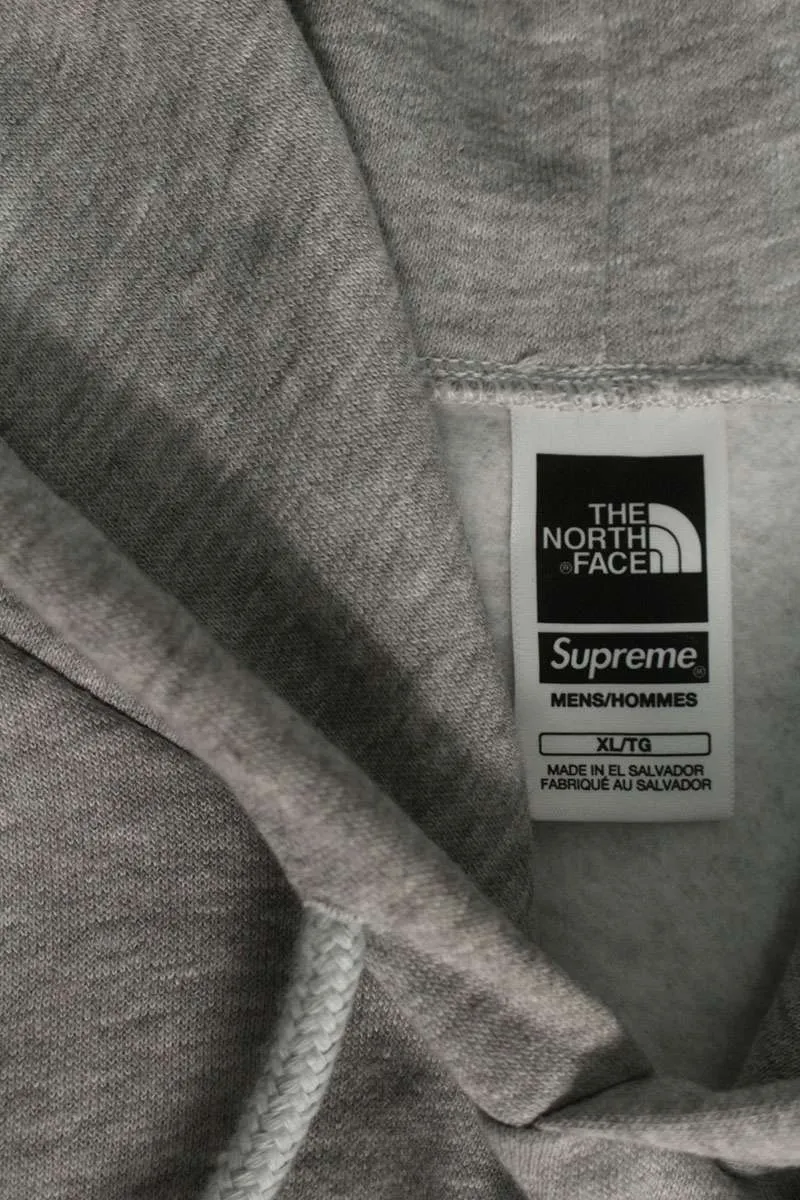 THE
NORTH
®FACE
Supreme®
MENS/HOMMES
XL/TG
MADE IN EL SALVADOR
FABRIQUÉ AU SALVADOR